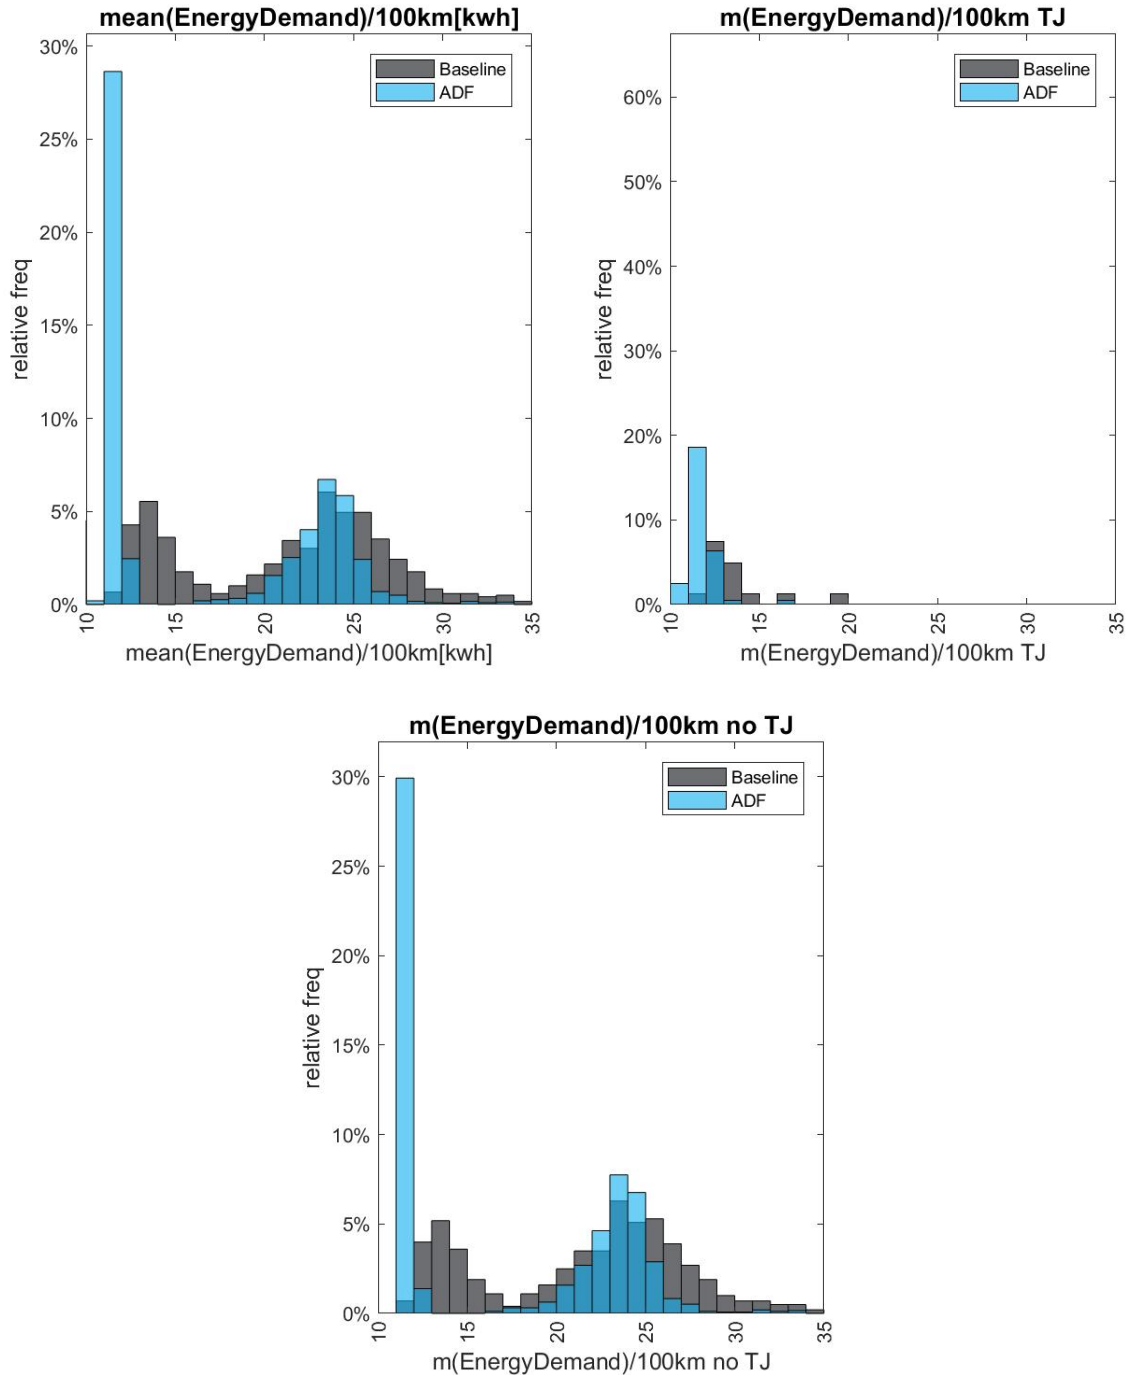 mean(EnergyDemand)/100km[kwh]
30%
25%
20%
15%
10%
5%
0%
relative freq
Baseline
ADF
10
15
20
25
30
35
mean(EnergyDemand)/100km[kwh]
m(EnergyDemand)/100km TJ
60%
50%
40%
30%
20%
10%
0%
relative freq
Baseline
ADF
10
15
20
25
30
35
m(EnergyDemand)/100km TJ
m(EnergyDemand)/100km no TJ
30%
25%
20%
15%
10%
5%
0%
relative freq
Baseline
ADF
10
15
20
25
30
35
m(EnergyDemand)/100km no TJ